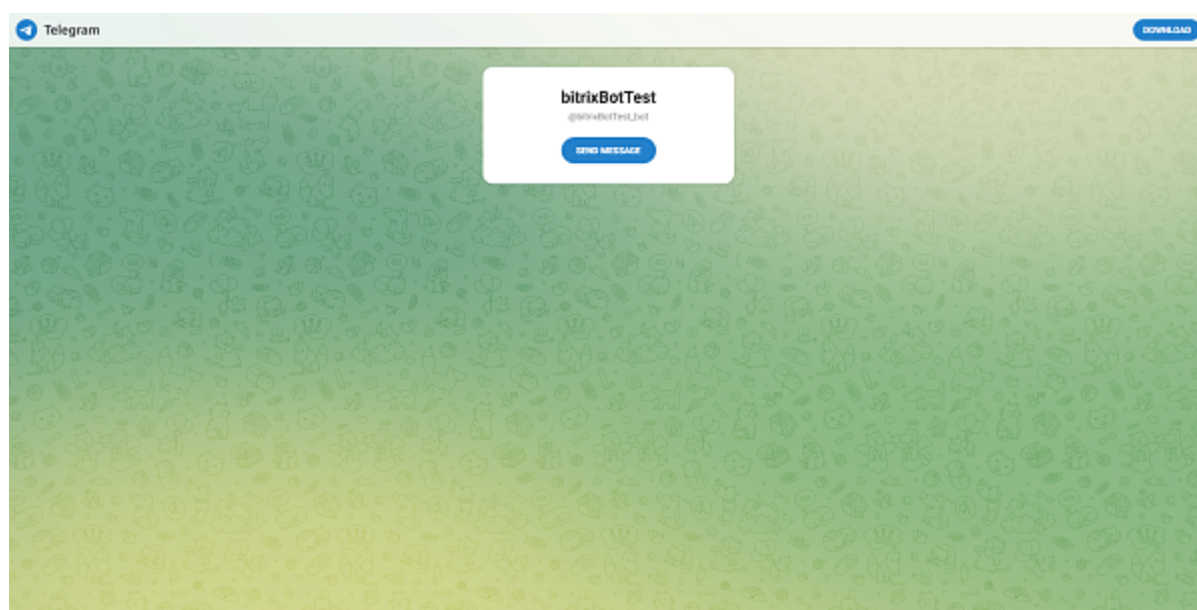 Telegram
DOWNLOAD
bitrixBotTest
@bitrixBotTest_bot
SEND MESSAGE